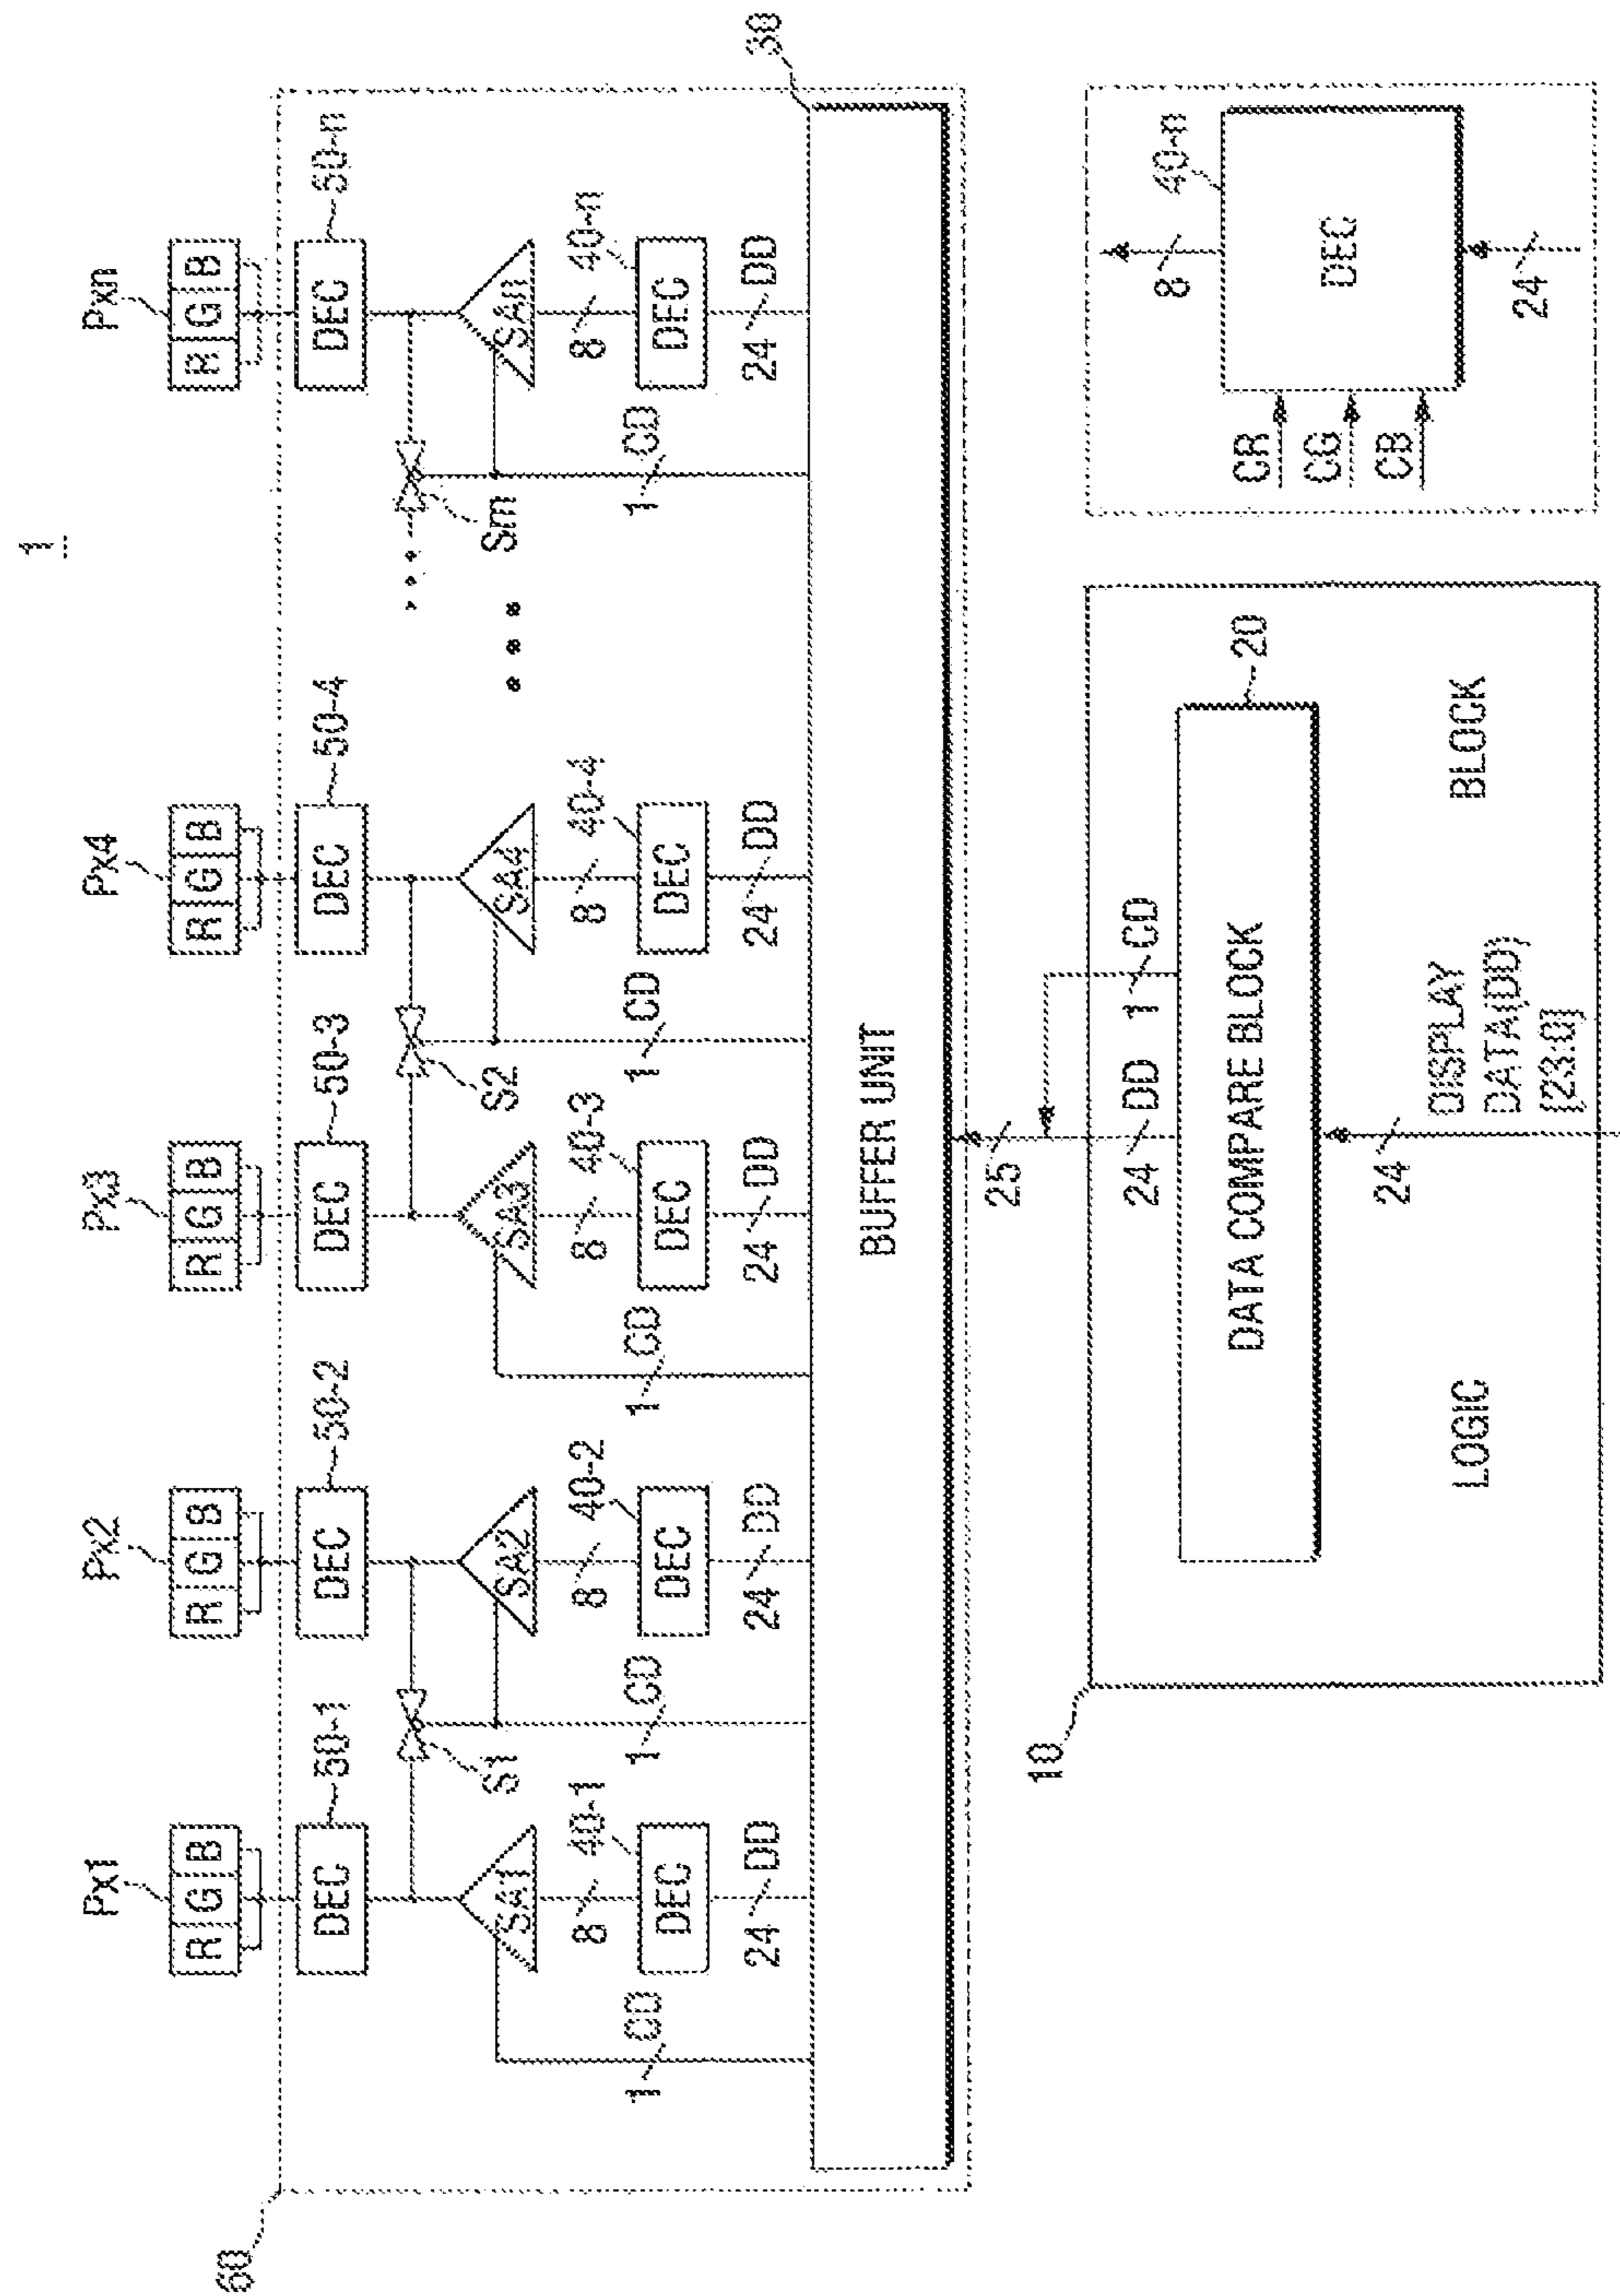 1
Px1
Px2
Px3
Px4
Pxn
R G B
R G B
R G B
R G B
R G B
60
DEC
50-1
DEC
50-2
DEC
50-3
DEC
50-4
DEC
50-n
S1
S2
Sm
SA1
SA2
SA3
SA4
SAn
1 CD
8
1 CD
8
1 CD
8
1 CD
8
1 CD
8
DEC
40-1
DEC
40-2
DEC
40-3
DEC
40-4
DEC
40-n
24 DD
24 DD
24 DD
24 DD
24 DD
BUFFER UNIT
30
25
10
24 DD 1 CD
DATA COMPARE BLOCK
20
24
DISPLAY
DATA(DD)
[23:0]
LOGIC
BLOCK
8
40-n
CR
CG
CB
DEC
24